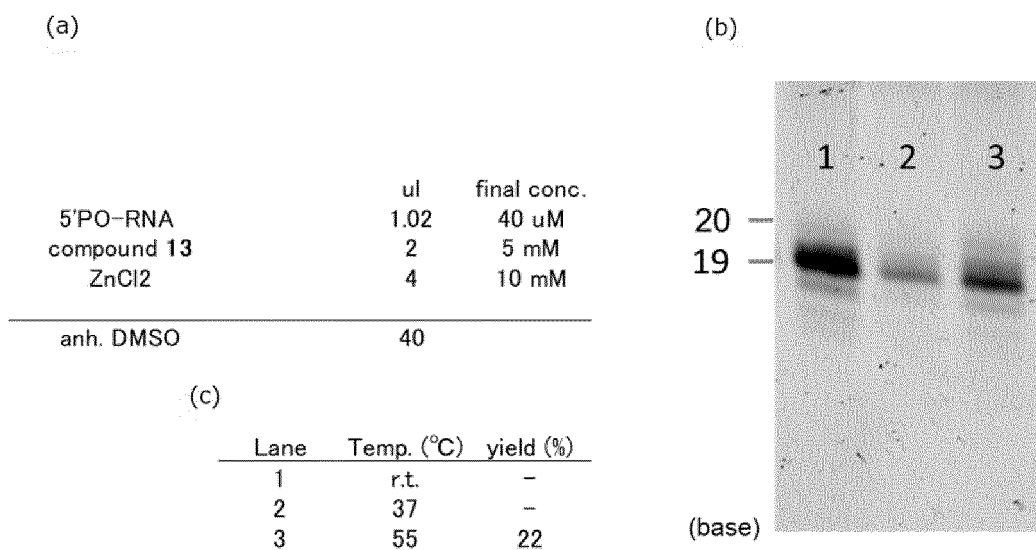 (a)
ul final conc.
5'PO-RNA 1.02 40 uM
compound 13 2 5 mM
ZnCl2 4 10 mM
anh. DMSO 40
(b)
1 2 3
20
19
(base)
(c)
Lane Temp. (℃) yield (%)
1 r.t. -
2 37 -
3 55 22